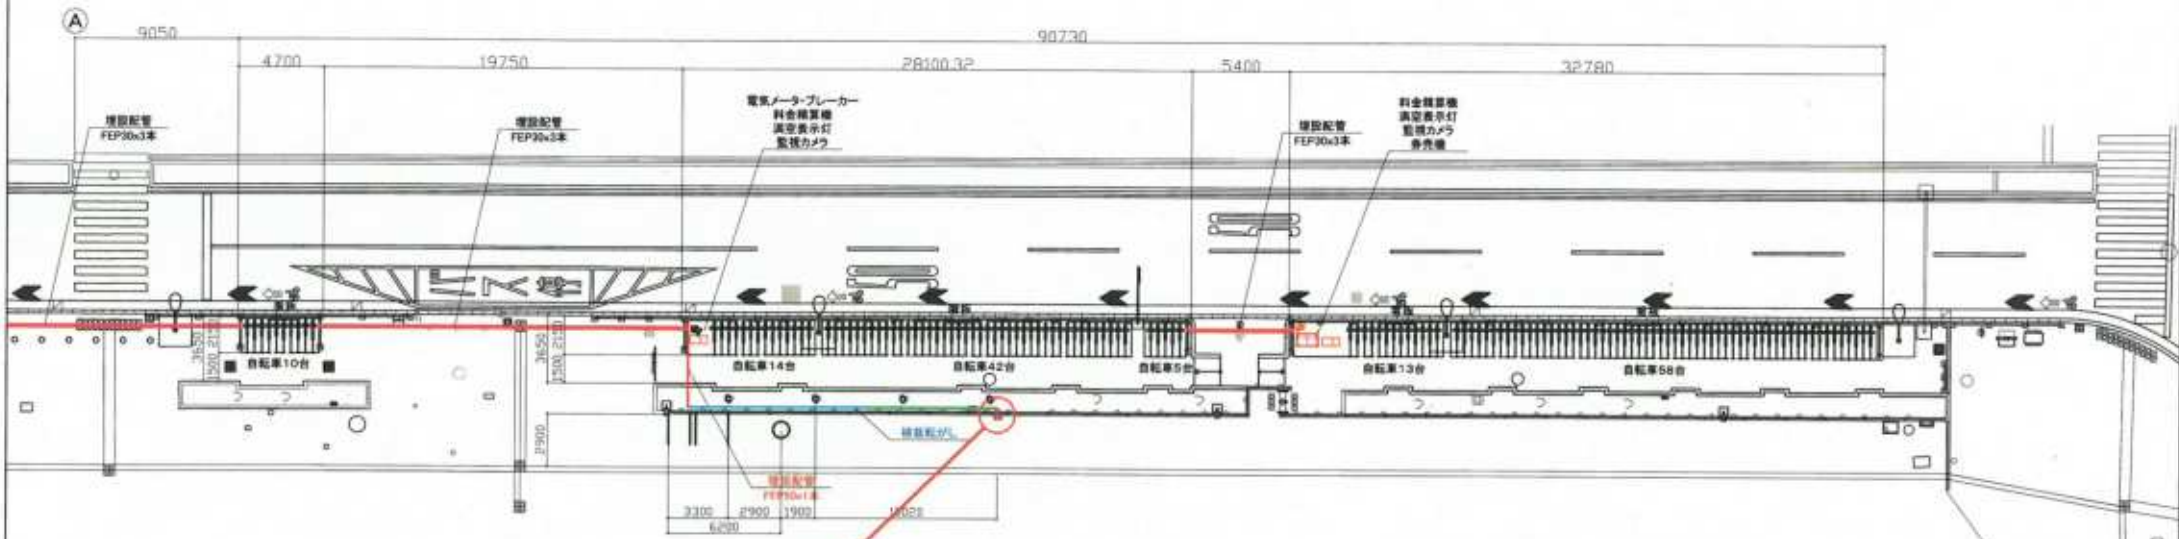 A
9050
90730
4700
19750
28100.32
5400
32780
埋設配管
FEP30x3本
埋設配管
FEP30x3本
電気メータ・ブレーカー
料金精算機
満空表示灯
監視カメラ
埋設配管
FEP30x3本
料金精算機
満空表示灯
監視カメラ
券売機
3650
2150
1500
自転車10台
3650
2150
1500
自転車14台
自転車42台
自転車5台
自転車13台
自転車58台
2900
植栽転がし
埋設配管
3300
2900
1900
6200